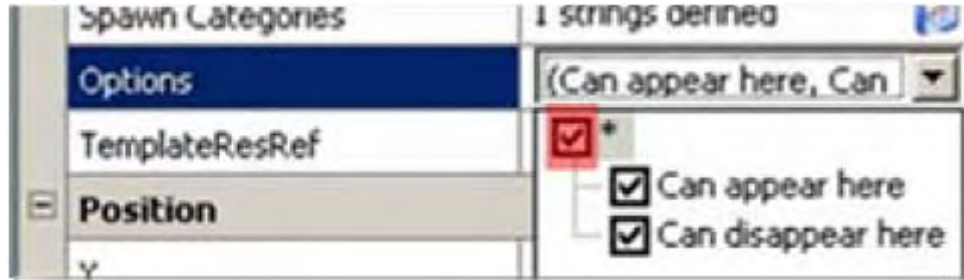 Spawn Categories 1 strings defined
Options (Can appear here, Can
TemplateResRef *
Can appear here
Position
Can disappear here
Y